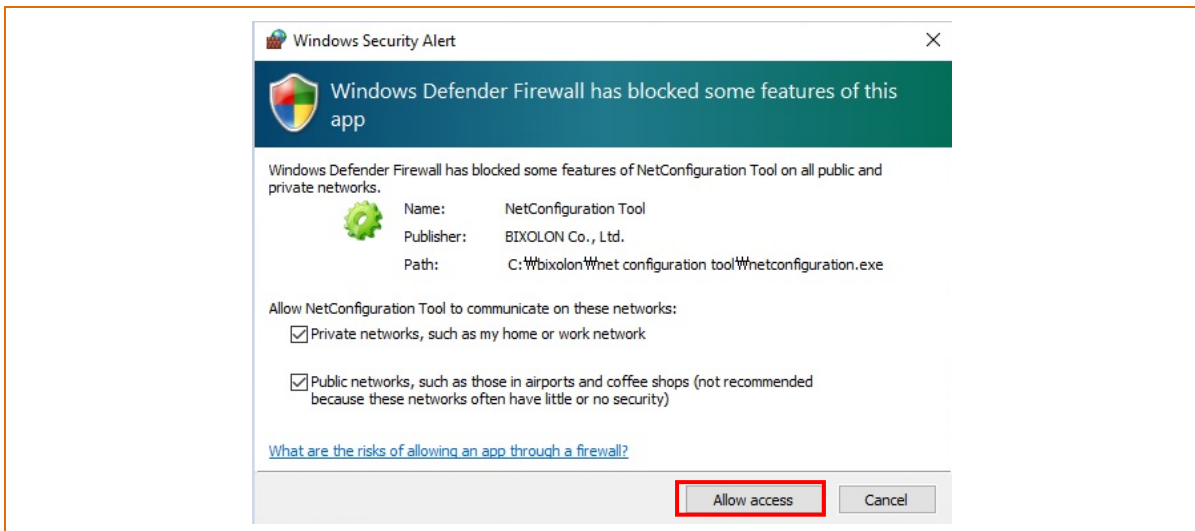 Windows Security Alert
Windows Defender Firewall has blocked some features of this
app
Windows Defender Firewall has blocked some features of NetConfiguration Tool on all public and
private networks.
Name: NetConfiguration Tool
Publisher: BIXOLON Co., Ltd.
Path: C:₩bixolon₩net configuration tool₩netconfiguration.exe
Allow NetConfiguration Tool to communicate on these networks:
Private networks, such as my home or work network
Public networks, such as those in airports and coffee shops (not recommended
because these networks often have little or no security)
What are the risks of allowing an app through a firewall?
Allow access Cancel